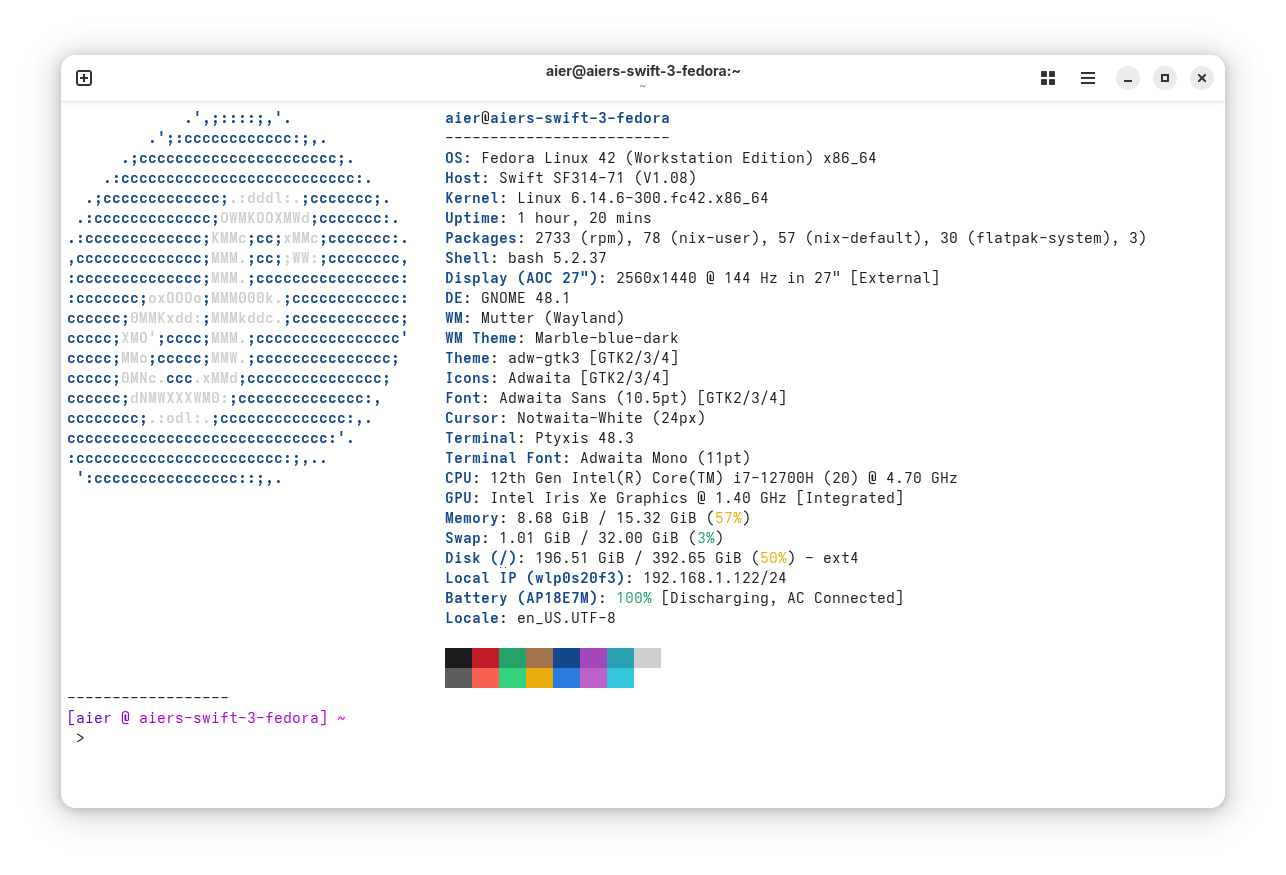 aier@aiers-swift-3-fedora:~
~
             .',;::::;,'.
         .';:cccccccccccc:;,.
      .;cccccccccccccccccccccc;.
    .:cccccccccccccccccccccccccc:.
  .;ccccccccccccc;.:dddl:.;ccccccc;.
 .:ccccccccccccc;OWMKOOXMWd;ccccccc:.
.:ccccccccccccc;KMMc;cc;xMMc;ccccccc:.
,cccccccccccccc;MMM.;cc;;WW:;cccccccc,
:cccccccccccccc;MMM.;cccccccccccccccc:
:ccccccc;oxOOOo;MMM000k.;cccccccccccc:
cccccc;0MMKxdd:;MMMkddc.;cccccccccccc;
ccccc;XMO';cccc;MMM.;cccccccccccccccc'
ccccc;MMo;ccccc;MMW.;ccccccccccccccc;
ccccc;0MNc.ccc.xMMd;ccccccccccccccc;
cccccc;dNMWXXXWM0:;cccccccccccccc:,
cccccccc;.:odl:.;cccccccccccccc:,.
ccccccccccccccccccccccccccccc:'.
:ccccccccccccccccccccccc:;,..
 ':cccccccccccccccc::;,.
aier@aiers-swift-3-fedora
-------------------------
OS: Fedora Linux 42 (Workstation Edition) x86_64
Host: Swift SF314-71 (V1.08)
Kernel: Linux 6.14.6-300.fc42.x86_64
Uptime: 1 hour, 20 mins
Packages: 2733 (rpm), 78 (nix-user), 57 (nix-default), 30 (flatpak-system), 3)
Shell: bash 5.2.37
Display (AOC 27"): 2560x1440 @ 144 Hz in 27" [External]
DE: GNOME 48.1
WM: Mutter (Wayland)
WM Theme: Marble-blue-dark
Theme: adw-gtk3 [GTK2/3/4]
Icons: Adwaita [GTK2/3/4]
Font: Adwaita Sans (10.5pt) [GTK2/3/4]
Cursor: Notwaita-White (24px)
Terminal: Ptyxis 48.3
Terminal Font: Adwaita Mono (11pt)
CPU: 12th Gen Intel(R) Core(TM) i7-12700H (20) @ 4.70 GHz
GPU: Intel Iris Xe Graphics @ 1.40 GHz [Integrated]
Memory: 8.68 GiB / 15.32 GiB (57%)
Swap: 1.01 GiB / 32.00 GiB (3%)
Disk (/): 196.51 GiB / 392.65 GiB (50%) - ext4
Local IP (wlp0s20f3): 192.168.1.122/24
Battery (AP18E7M): 100% [Discharging, AC Connected]
Locale: en_US.UTF-8
------------------
[aier @ aiers-swift-3-fedora] ~
 >